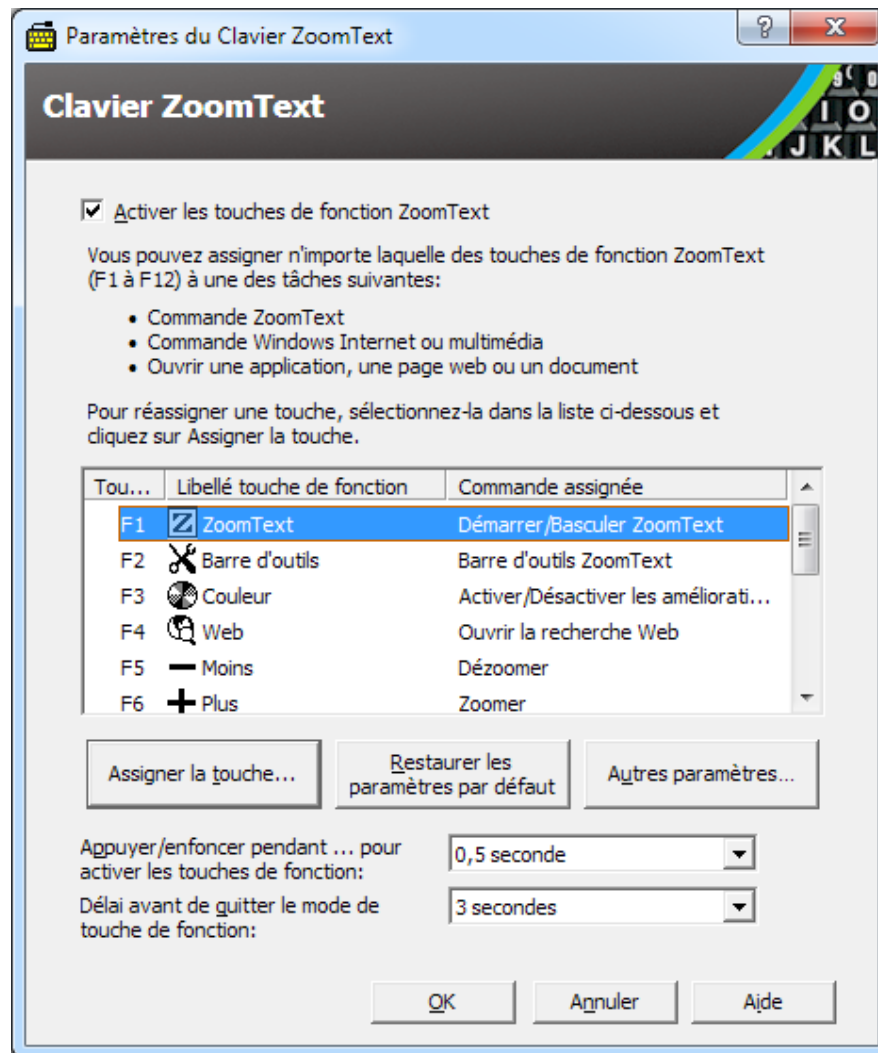 Paramètres du Clavier ZoomText
Clavier ZoomText
9 ( 0
I O
J K L
Activer les touches de fonction ZoomText
Vous pouvez assigner n'importe laquelle des touches de fonction ZoomText
(F1 à F12) à une des tâches suivantes:
• Commande ZoomText
• Commande Windows Internet ou multimédia
• Ouvrir une application, une page web ou un document
Pour réassigner une touche, sélectionnez-la dans la liste ci-dessous et
cliquez sur Assigner la touche.
Tou... Libellé touche de fonction Commande assignée
F1 Z ZoomText Démarrer/Basculer ZoomText
F2 Barre d'outils Barre d'outils ZoomText
F3 Couleur Activer/Désactiver les améliorati...
F4 Web Ouvrir la recherche Web
F5 Moins Dézoomer
F6 Plus Zoomer
Assigner la touche... Restaurer les paramètres par défaut Autres paramètres...
Appuyer/enfoncer pendant ... pour
activer les touches de fonction: 0,5 seconde
Délai avant de quitter le mode de
touche de fonction: 3 secondes
OK Annuler Aide